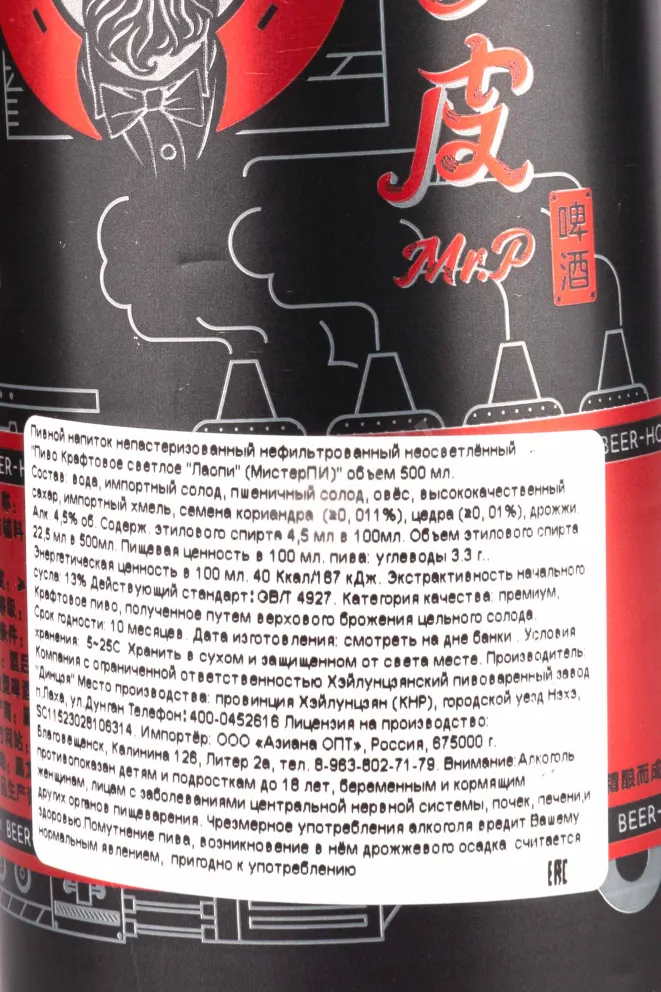 皮
Mr.P
啤酒
BEER-HO
ER-H
Пивной напиток непастеризованный нефильтрованный неосветлённый
"Пиво Крафтовое светлое "Лаопи" (МистерПИ)" объем 500 мл.
Состав: вода, импортный солод, пшеничный солод, овёс, высококачественный
сахар, импортный хмель, семена кориандра (≥0, 011%), цедра (≥0, 01%), дрожжи.
Алк. 4,5% об. Содерж. этилового спирта 4,5 мл в 100мл. Объем этилового спирта
22,5 мл в 500мл. Пищевая ценность в 100 мл. пива: углеводы 3.3 г..
Энергетическая ценность в 100 мл. 40 Ккал/167 кДж. Экстрактивность начального
сусла: 13% Действующий стандарт: GB/T 4927. Категория качества: премиум,
Крафтовое пиво, полученное путем верхового брожения цельного солода.
Срок годности: 10 месяцев. Дата изготовления: смотреть на дне банки. Условия
хранения: 5~25С Хранить в сухом и защищенном от света месте. Производитель:
Компания с ограниченной ответственностью Хэйлунцзянский пивоваренный завод
"Динцзя" Место производства: провинция Хэйлунцзян (КНР), городской уезд Нэхэ,
п.Лаха, ул.Дунган Телефон: 400-0452616 Лицензия на производство:
SC11523028106314. Импортёр: ООО «Азиана ОПТ», Россия, 675000 г.
Благовещенск, Калинина 126, Литер 2а, тел. 8-963-802-71-79. Внимание:Алкоголь
противопоказан детям и подросткам до 18 лет, беременным и кормящим
женщинам, лицам с заболеваниями центральной нервной системы, почек, печени,и
других органов пищеварения. Чрезмерное употребления алкоголя вредит Вашему
здоровью.Помутнение пива, возникновение в нём дрожжевого осадка считается
нормальным явлением, пригодно к употреблению
EAC
酿而成
BEER-
BEER